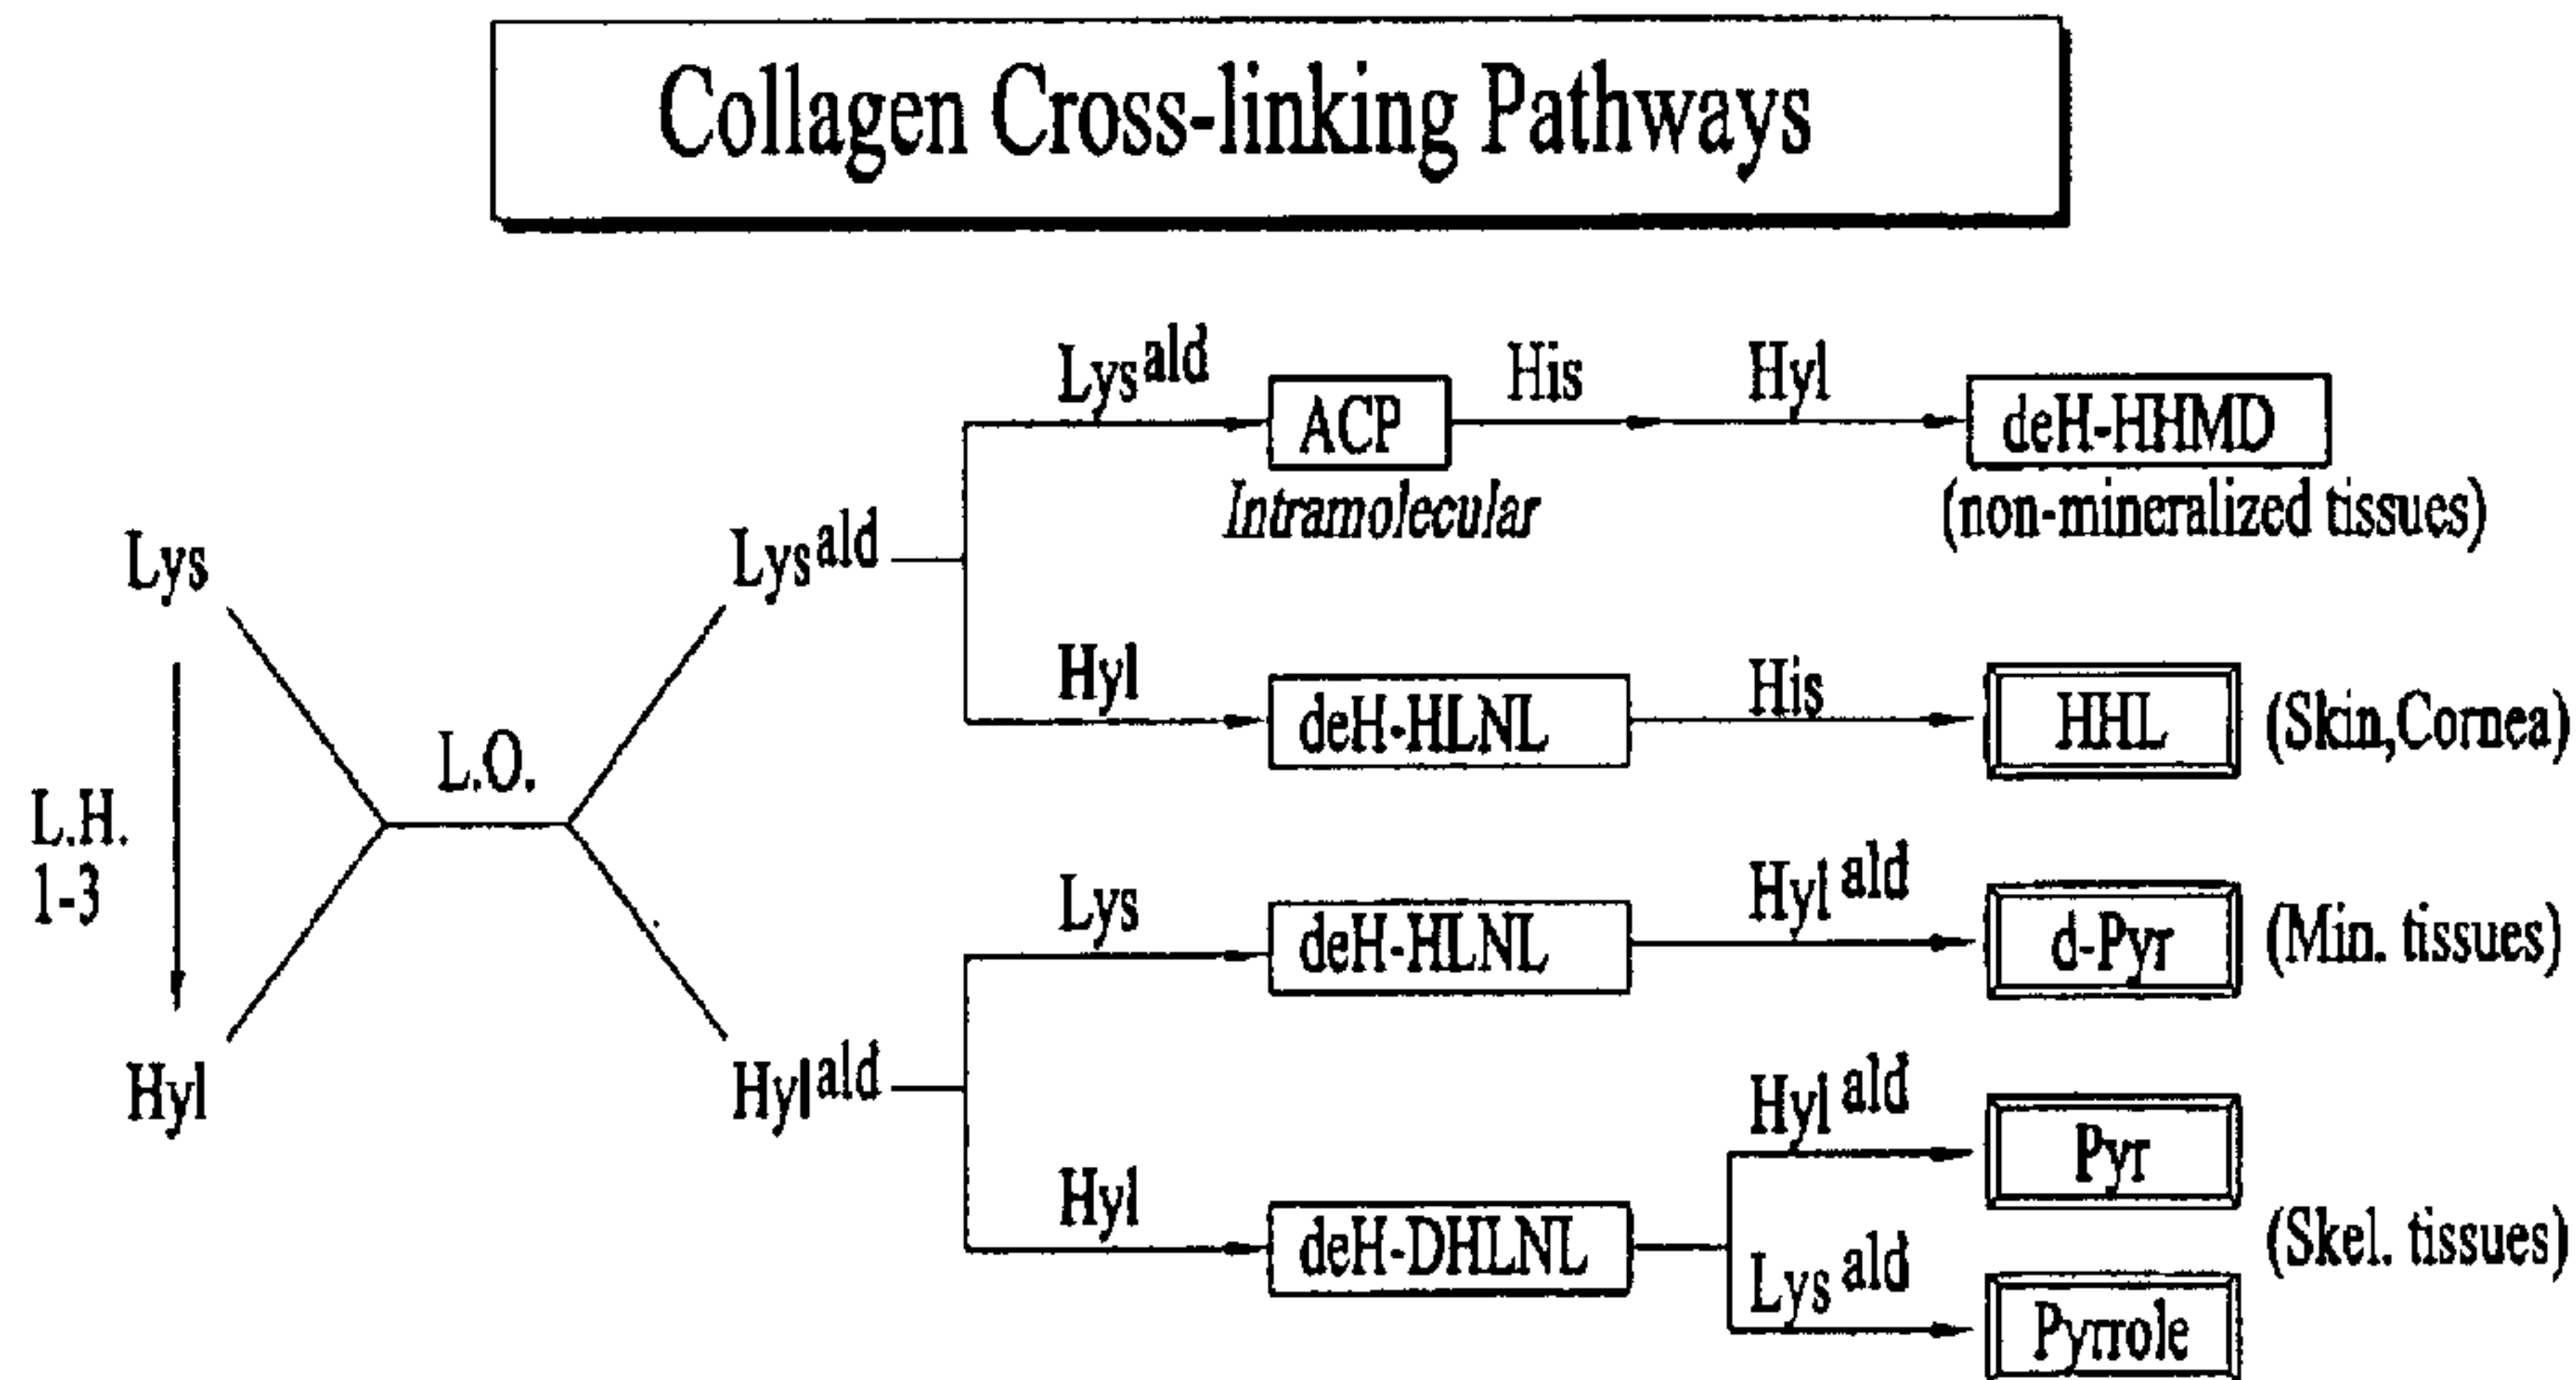 Collagen Cross-linking Pathways
Lys ald
His
Hyl
ACP
deH-HHMD
Intramolecular
(non-mineralized tissues)
Lys
Lys ald
Hyl
deH-HLNL
His
HHL
(Skin,Cornea)
L.O.
L.H.
1-3
Lys
deH-HLNL
Hyl ald
d-Pyr
(Min. tissues)
Hyl
Hyl ald
Hyl ald
Pyr
Hyl
deH-DHLNL
(Skel. tissues)
Lys ald
Pyrrole